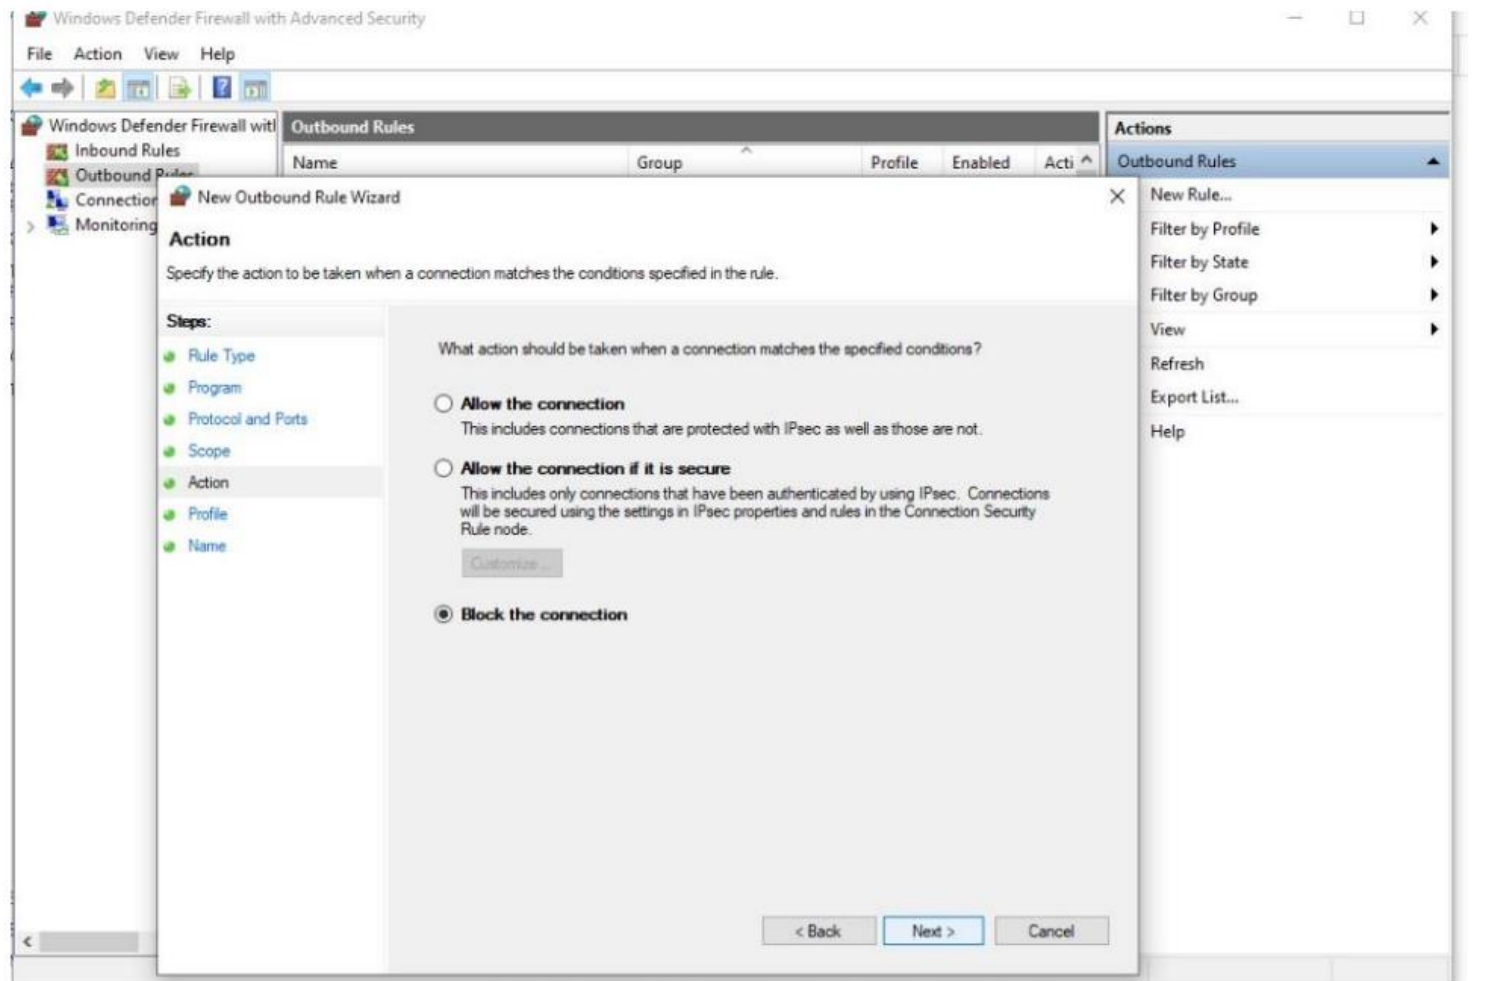 Windows Defender Firewall with Advanced Security
File Action View Help
Windows Defender Firewall with
Inbound Rules
Outbound Rules
Connection
Monitoring
Outbound Rules
Name Group Profile Enabled Acti
Actions
Outbound Rules
New Rule...
Filter by Profile
Filter by State
Filter by Group
View
Refresh
Export List...
Help
New Outbound Rule Wizard
Action
Specify the action to be taken when a connection matches the conditions specified in the rule.
Steps:
Rule Type
Program
Protocol and Ports
Scope
Action
Profile
Name
What action should be taken when a connection matches the specified conditions?
Allow the connection
This includes connections that are protected with IPsec as well as those are not.
Allow the connection if it is secure
This includes only connections that have been authenticated by using IPsec. Connections
will be secured using the settings in IPsec properties and rules in the Connection Security
Rule node.
Customize ...
Block the connection
< Back Next > Cancel